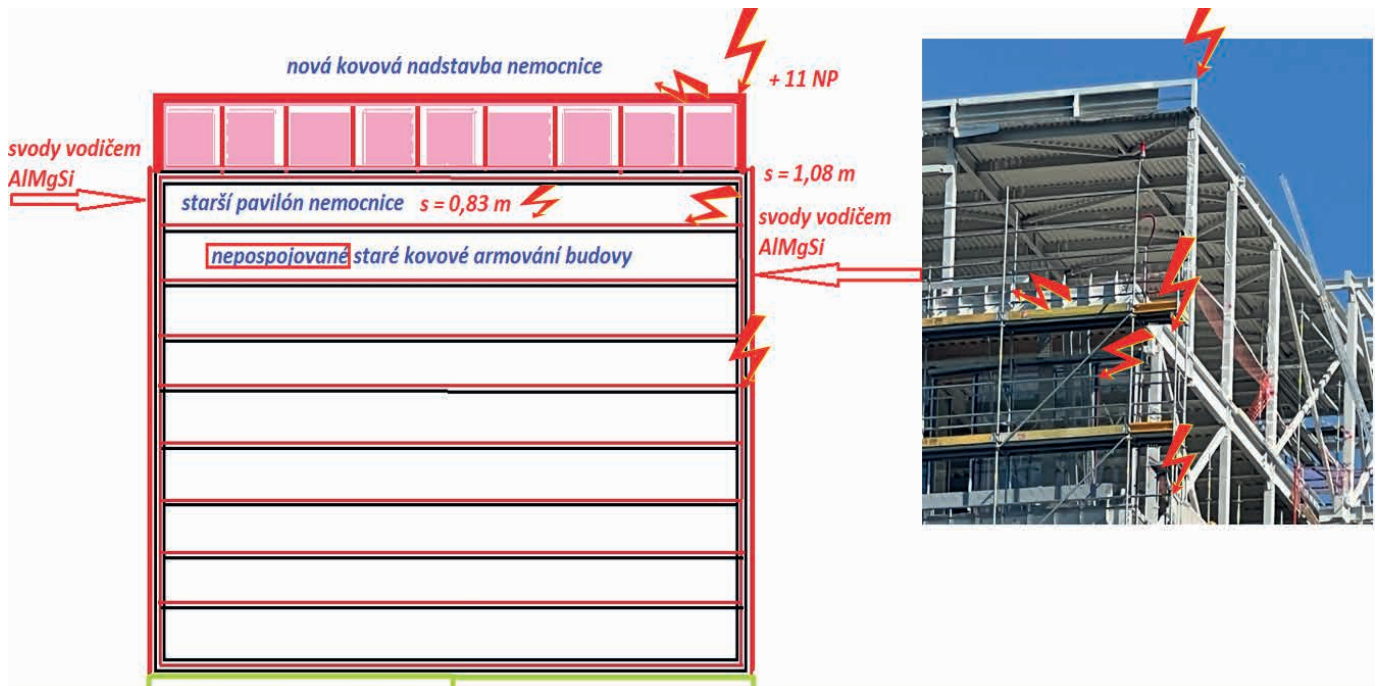 nová kovová nadstavba nemocnice
+ 11 NP
svody vodičem
AlMgSi
s = 1,08 m
starší pavilón nemocnice s = 0,83 m
svody vodičem
AlMgSi
nepospojované staré kovové armování budovy